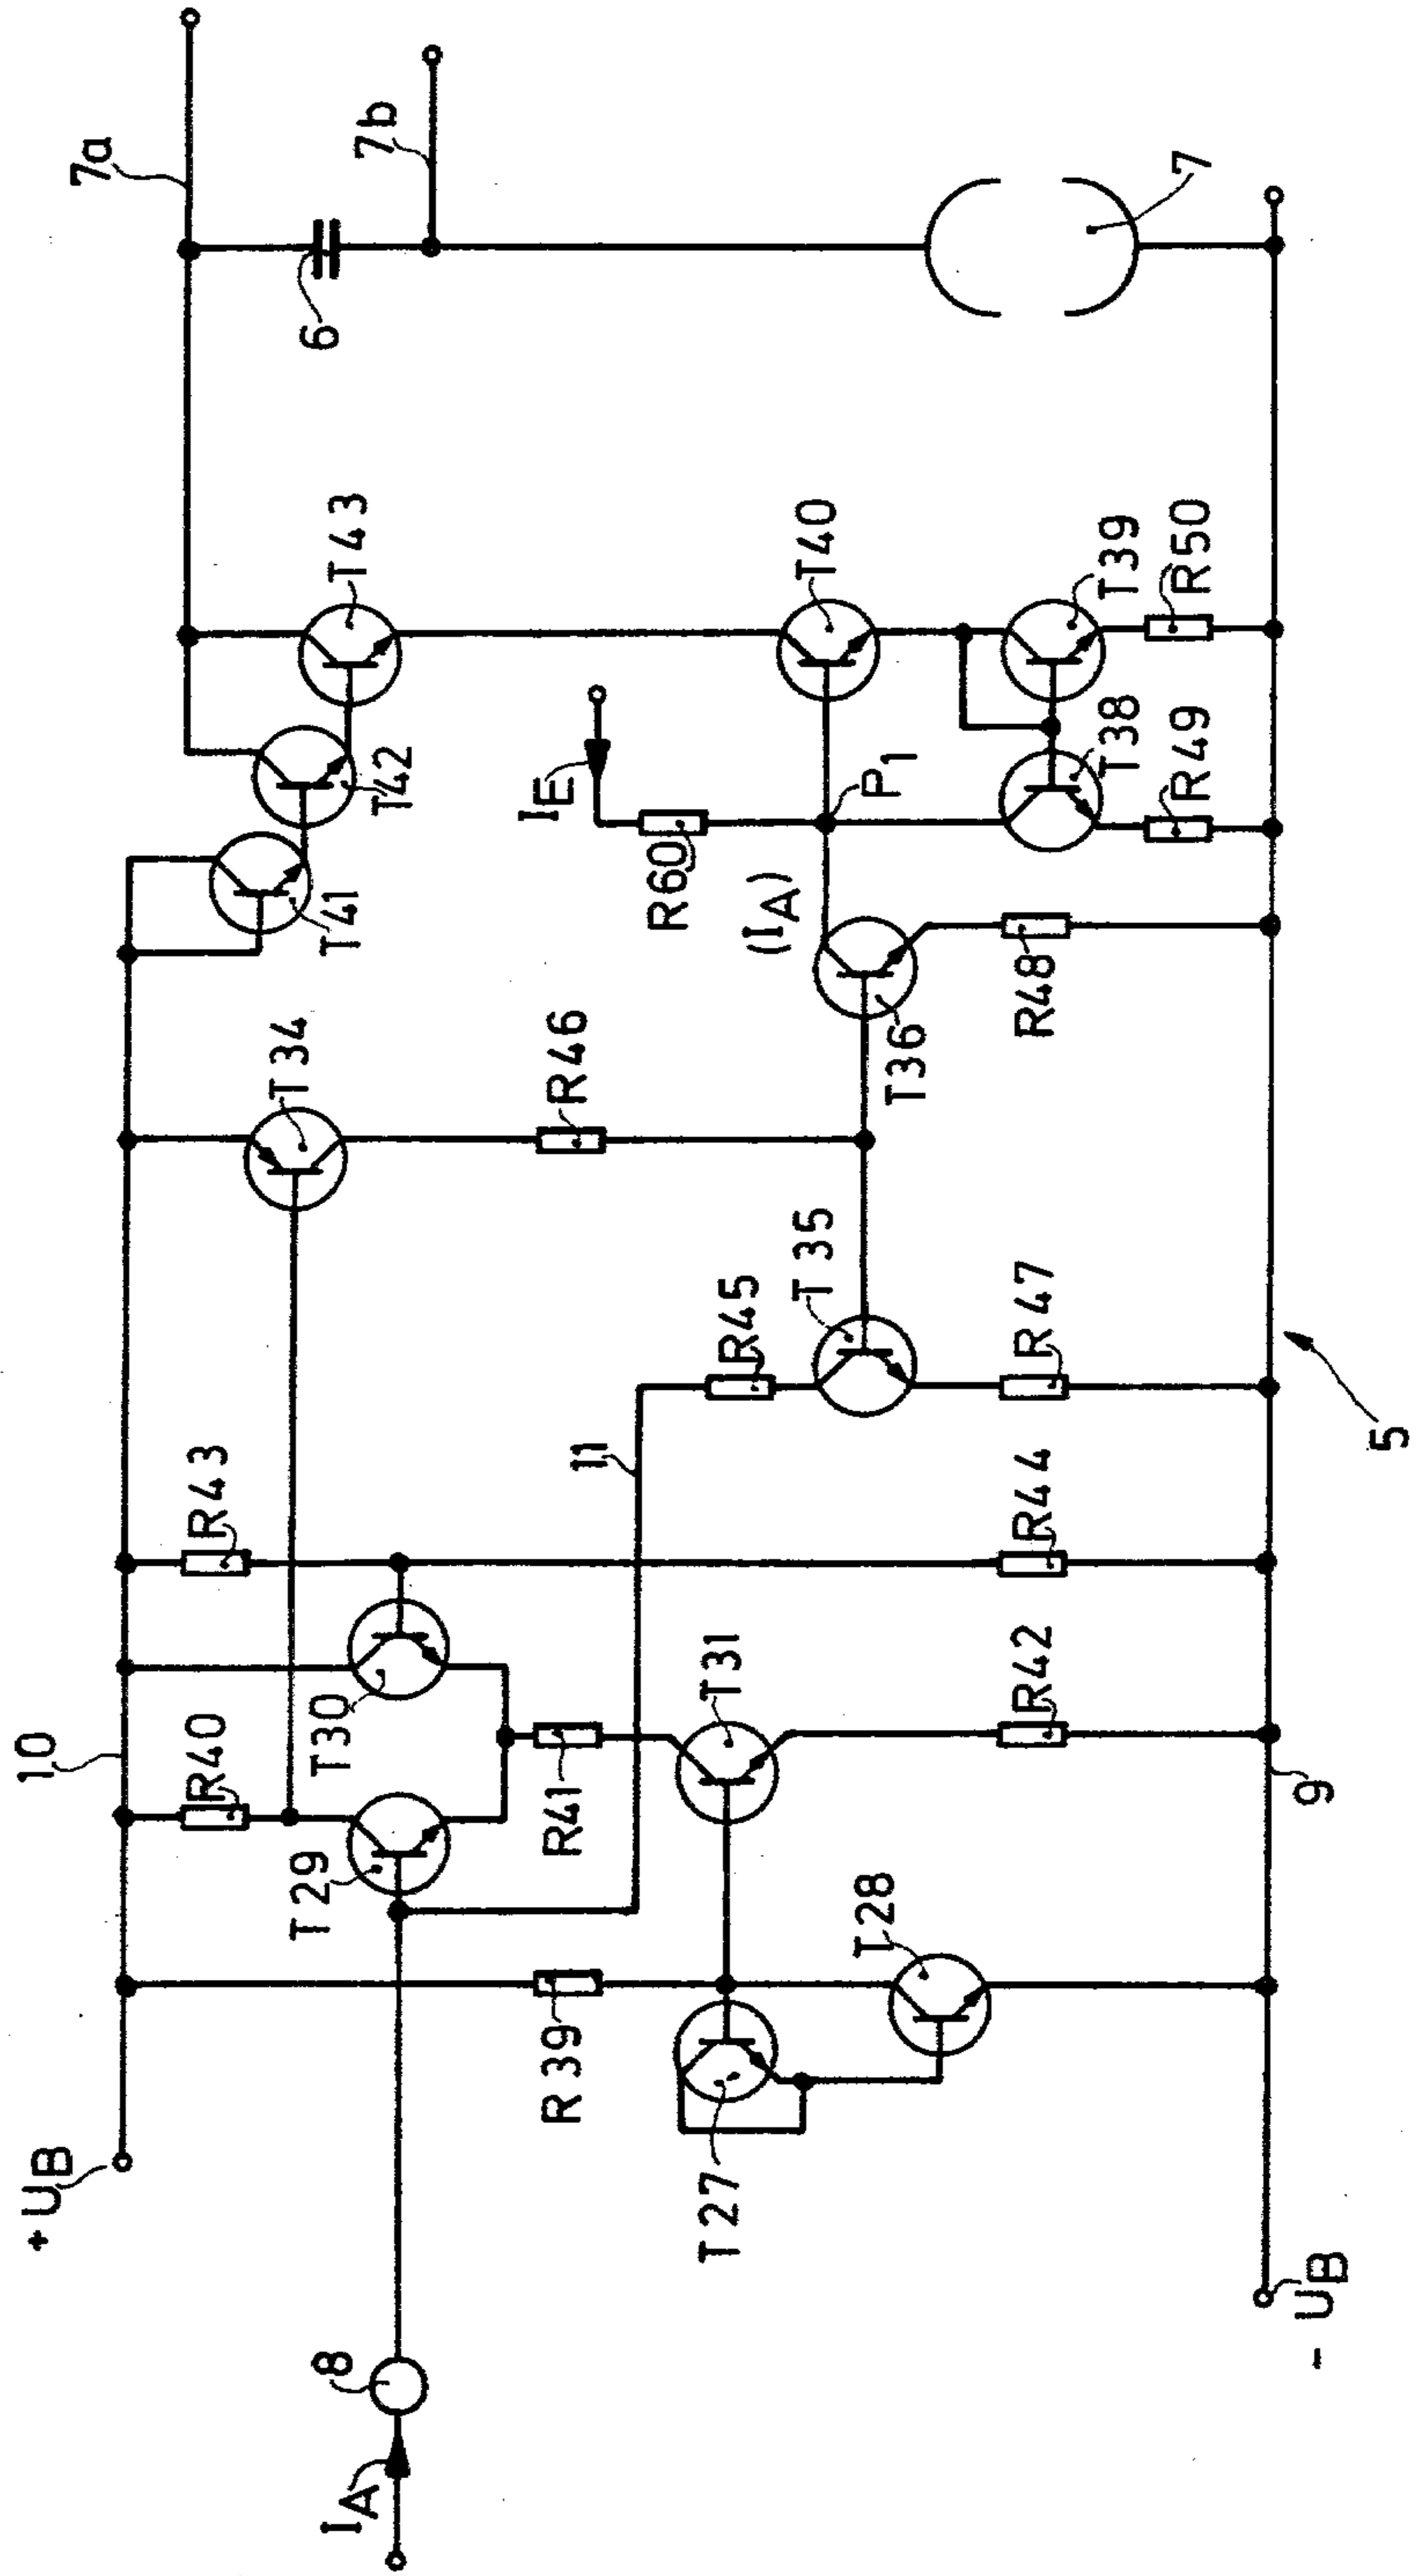 7a
7b
6
7
T43
T40
T39
R50
T42
IE
P1
T38
R49
T41
R60
(IA)
R48
T36
T34
R46
T35
R45
R47
11
5
R43
R44
T30
T31
R42
10
R40
R41
9
T29
T28
R39
T27
+UB
-UB
8
IA